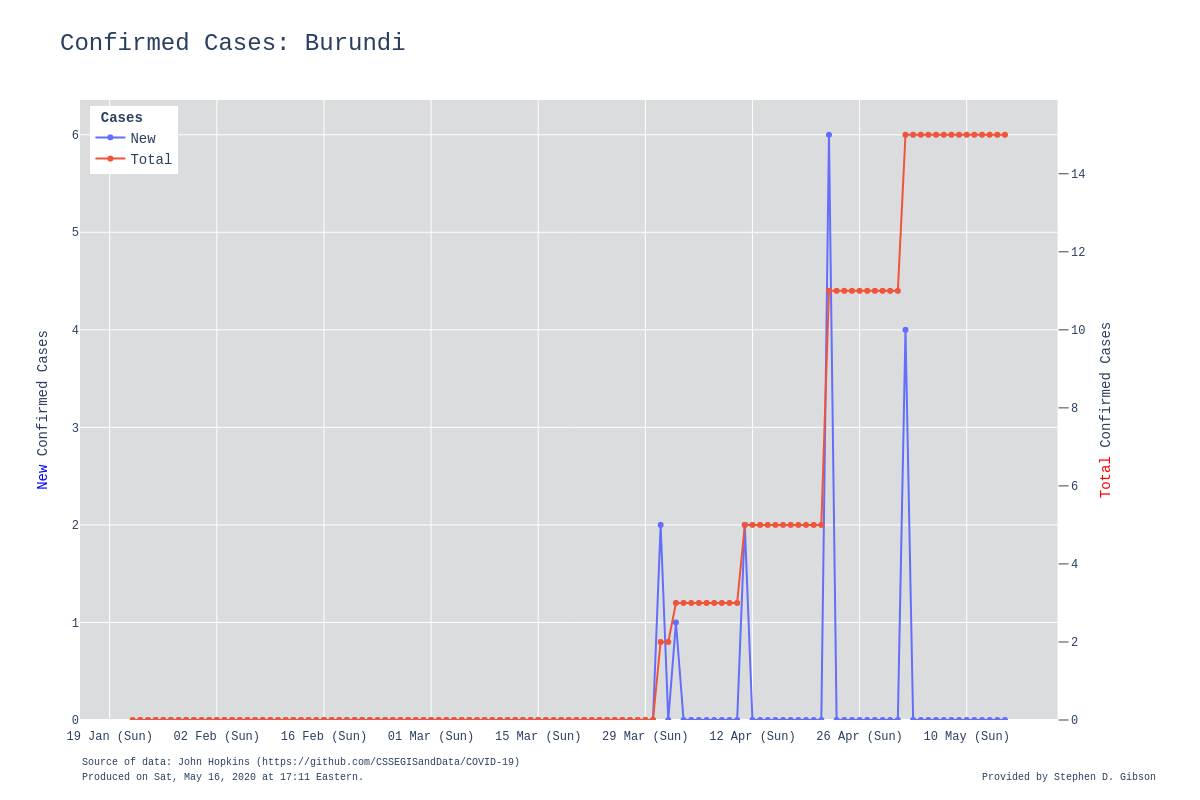 Confirmed Cases: Burundi
Cases
New
Total
6
5
4
3
2
1
0
New Confirmed Cases
14
12
10
8
6
4
2
0
Total Confirmed Cases
19 Jan (Sun) 02 Feb (Sun) 16 Feb (Sun) 01 Mar (Sun) 15 Mar (Sun) 29 Mar (Sun) 12 Apr (Sun) 26 Apr (Sun) 10 May (Sun)
Source of data: John Hopkins (https://github.com/CSSEGISandData/COVID-19)
Produced on Sat, May 16, 2020 at 17:11 Eastern.
Provided by Stephen D. Gibson